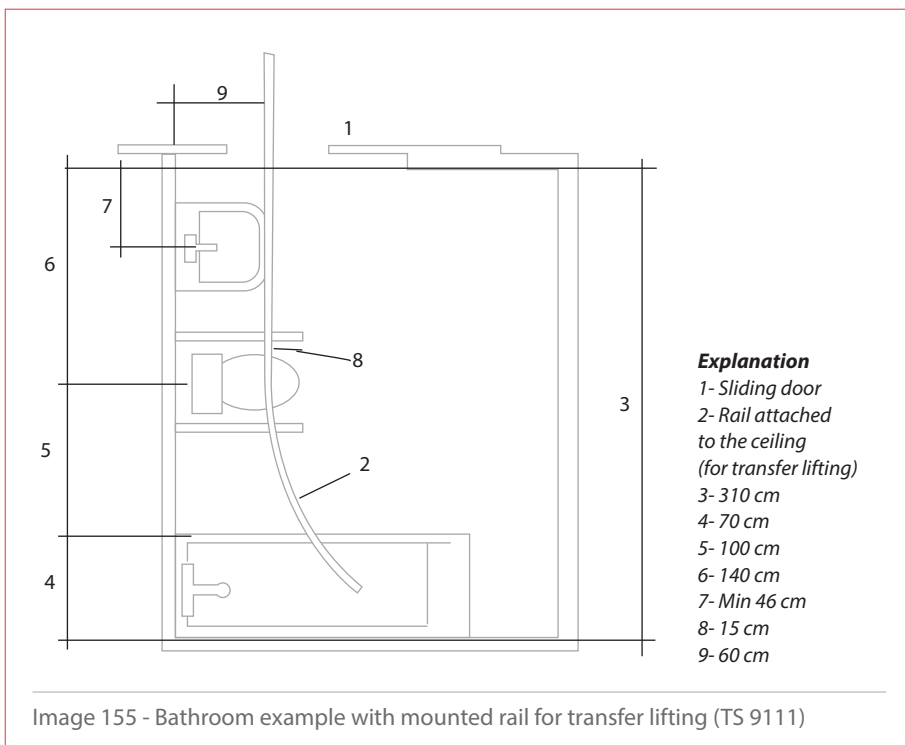 9
1
7
6
8
3
5
2
4
Explanation
1- Sliding door
2- Rail attached
to the ceiling
(for transfer lifting)
3- 310 cm
4- 70 cm
5- 100 cm
6- 140 cm
7- Min 46 cm
8- 15 cm
9- 60 cm
Image 155 - Bathroom example with mounted rail for transfer lifting (TS 9111)